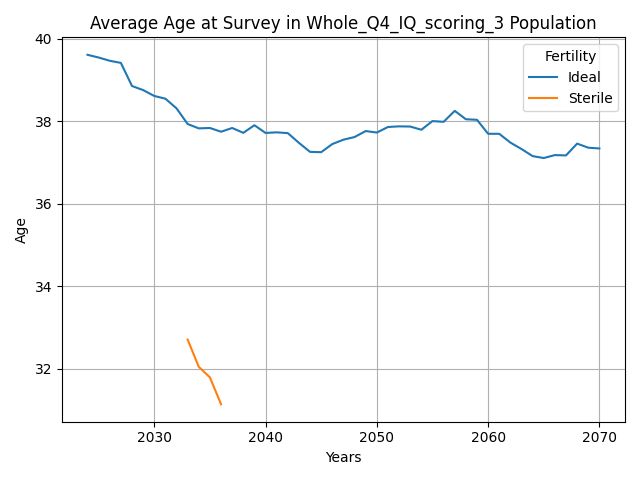 Average Age at Survey in Whole_Q4_IQ_scoring_3 Population
Fertility
Ideal
Sterile
Age
40
38
36
34
32
2030
2040
2050
2060
2070
Years